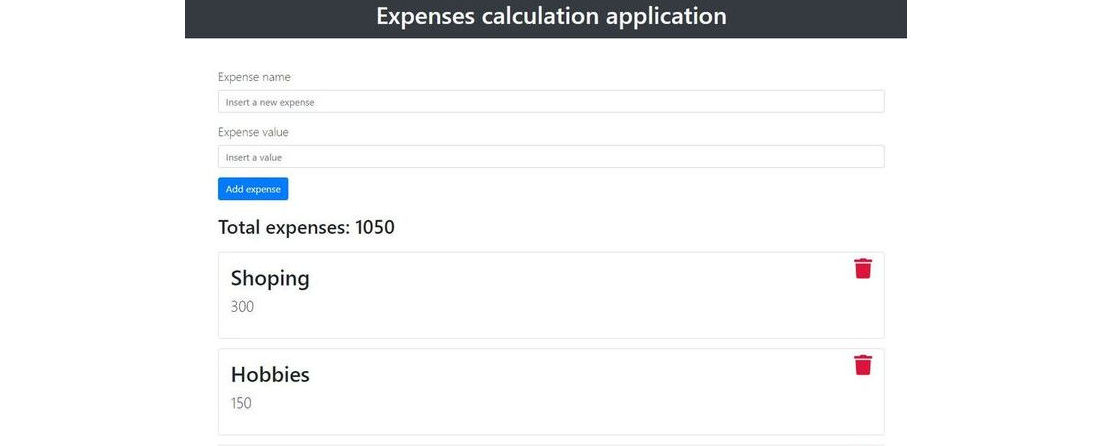 Expenses calculation application
Expense name
Insert a new expense
Expense value
Insert a value
Add expense
Total expenses: 1050
Shoping
300
Hobbies
150